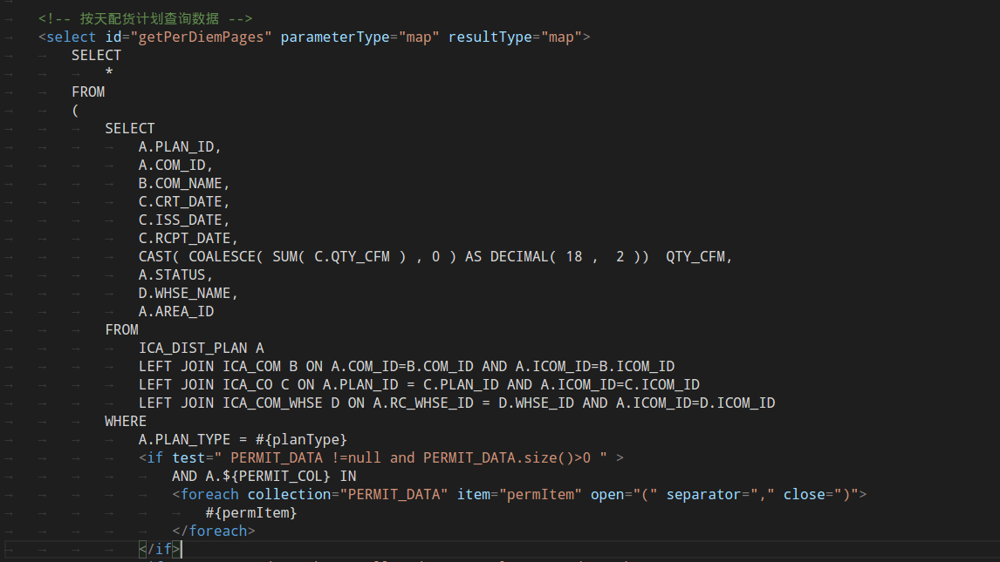 <!-- 按天配货计划查询数据 -->
<select id="getPerDiemPages" parameterType="map" resultType="map">
SELECT
*
FROM
(
SELECT
A.PLAN_ID,
A.COM_ID,
B.COM_NAME,
C.CRT_DATE,
C.ISS_DATE,
C.RCPT_DATE,
CAST( COALESCE( SUM( C.QTY_CFM ) , 0 ) AS DECIMAL( 18 ,  2 ))  QTY_CFM,
A.STATUS,
D.WHSE_NAME,
A.AREA_ID
FROM
ICA_DIST_PLAN A
LEFT JOIN ICA_COM B ON A.COM_ID=B.COM_ID AND A.ICOM_ID=B.ICOM_ID
LEFT JOIN ICA_CO C ON A.PLAN_ID = C.PLAN_ID AND A.ICOM_ID=C.ICOM_ID
LEFT JOIN ICA_COM_WHSE D ON A.RC_WHSE_ID = D.WHSE_ID AND A.ICOM_ID=D.ICOM_ID
WHERE
A.PLAN_TYPE = #{planType}
<if test=" PERMIT_DATA !=null and PERMIT_DATA.size()>0 " >
AND A.${PERMIT_COL} IN
<foreach collection="PERMIT_DATA" item="permItem" open="(" separator="," close=")">
#{permItem}
</foreach>
</if>